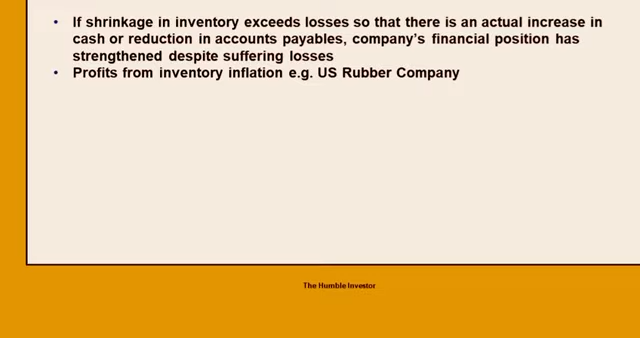 • If shrinkage in inventory exceeds losses so that there is an actual increase in
cash or reduction in accounts payables, company's financial position has
strengthened despite suffering losses
• Profits from inventory inflation e.g. US Rubber Company
The Humble Investor